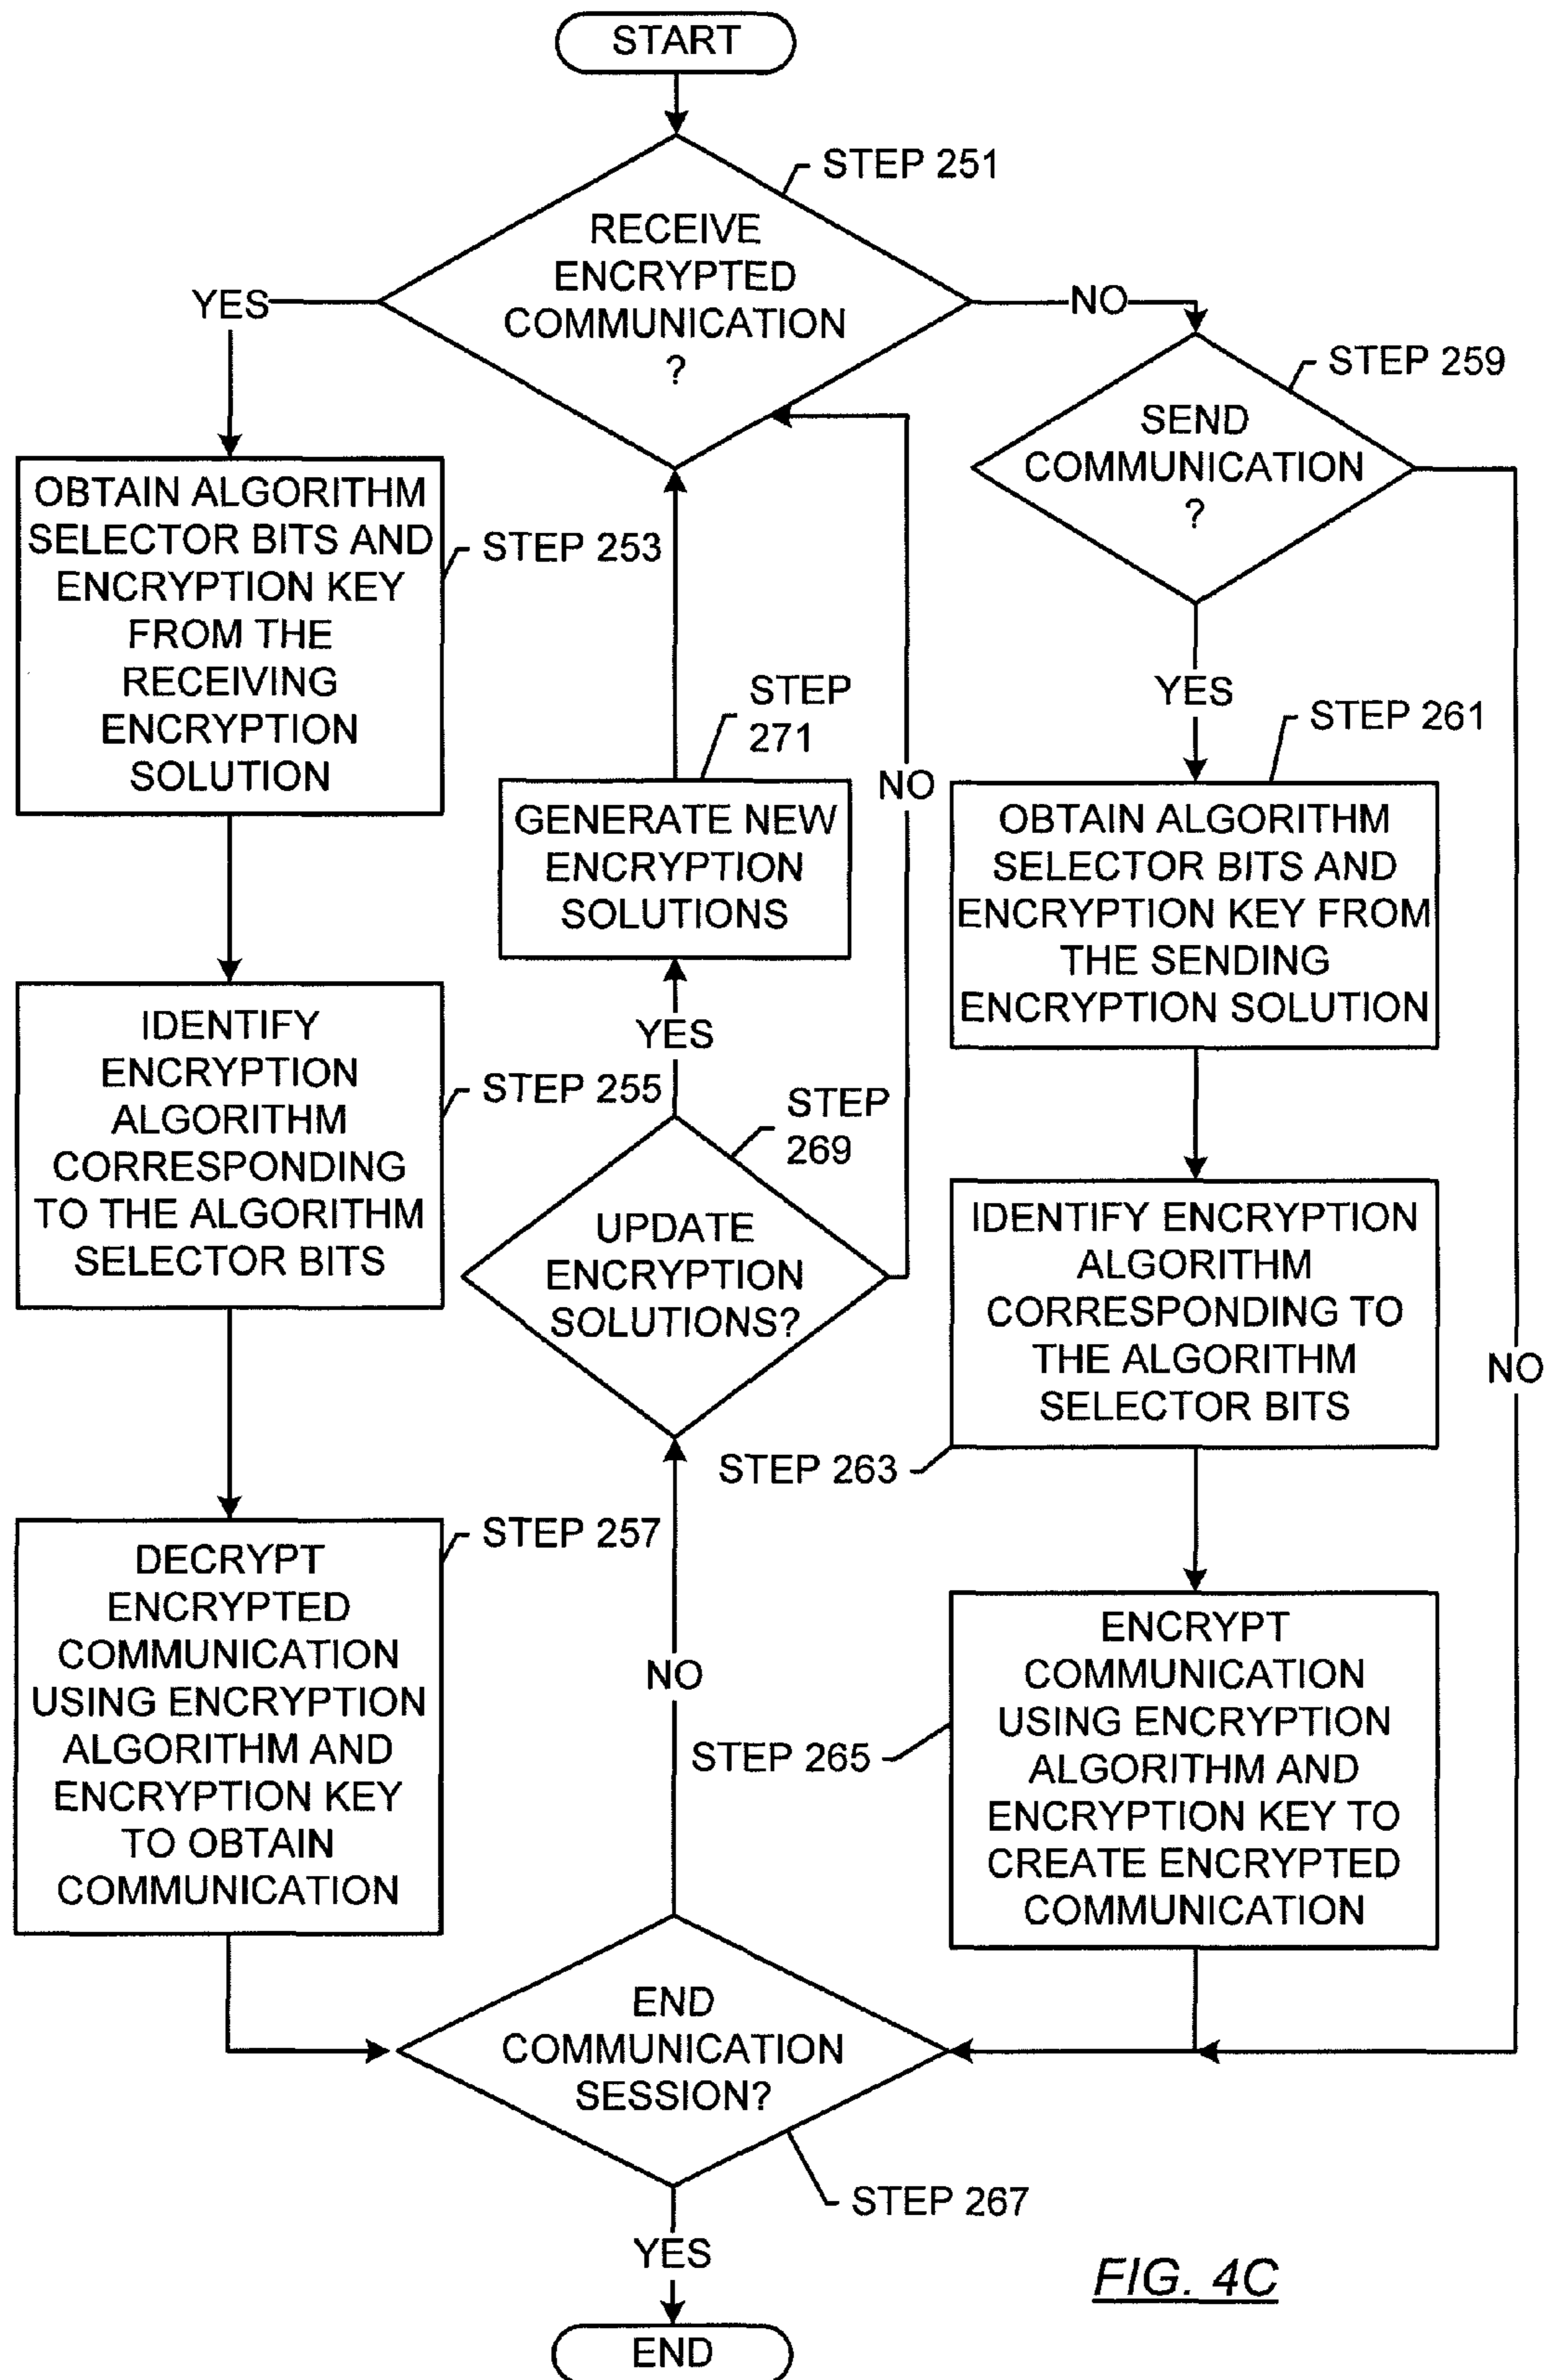 START
STEP 251
RECEIVE
ENCRYPTED
COMMUNICATION
?
YES
NO
STEP 259
SEND
COMMUNICATION
?
OBTAIN ALGORITHM
SELECTOR BITS AND
ENCRYPTION KEY
FROM THE
RECEIVING
ENCRYPTION
SOLUTION
STEP 253
YES
STEP
271
STEP 261
NO
GENERATE NEW
ENCRYPTION
SOLUTIONS
OBTAIN ALGORITHM
SELECTOR BITS AND
ENCRYPTION KEY FROM
THE SENDING
ENCRYPTION SOLUTION
IDENTIFY
ENCRYPTION
ALGORITHM
CORRESPONDING
TO THE ALGORITHM
SELECTOR BITS
STEP 255
YES
STEP
269
UPDATE
ENCRYPTION
SOLUTIONS?
IDENTIFY ENCRYPTION
ALGORITHM
CORRESPONDING TO
THE ALGORITHM
SELECTOR BITS
NO
STEP 263
STEP 257
DECRYPT
ENCRYPTED
COMMUNICATION
USING ENCRYPTION
ALGORITHM AND
ENCRYPTION KEY
TO OBTAIN
COMMUNICATION
NO
STEP 265
ENCRYPT
COMMUNICATION
USING ENCRYPTION
ALGORITHM AND
ENCRYPTION KEY TO
CREATE ENCRYPTED
COMMUNICATION
END
COMMUNICATION
SESSION?
STEP 267
YES
END
FIG. 4C